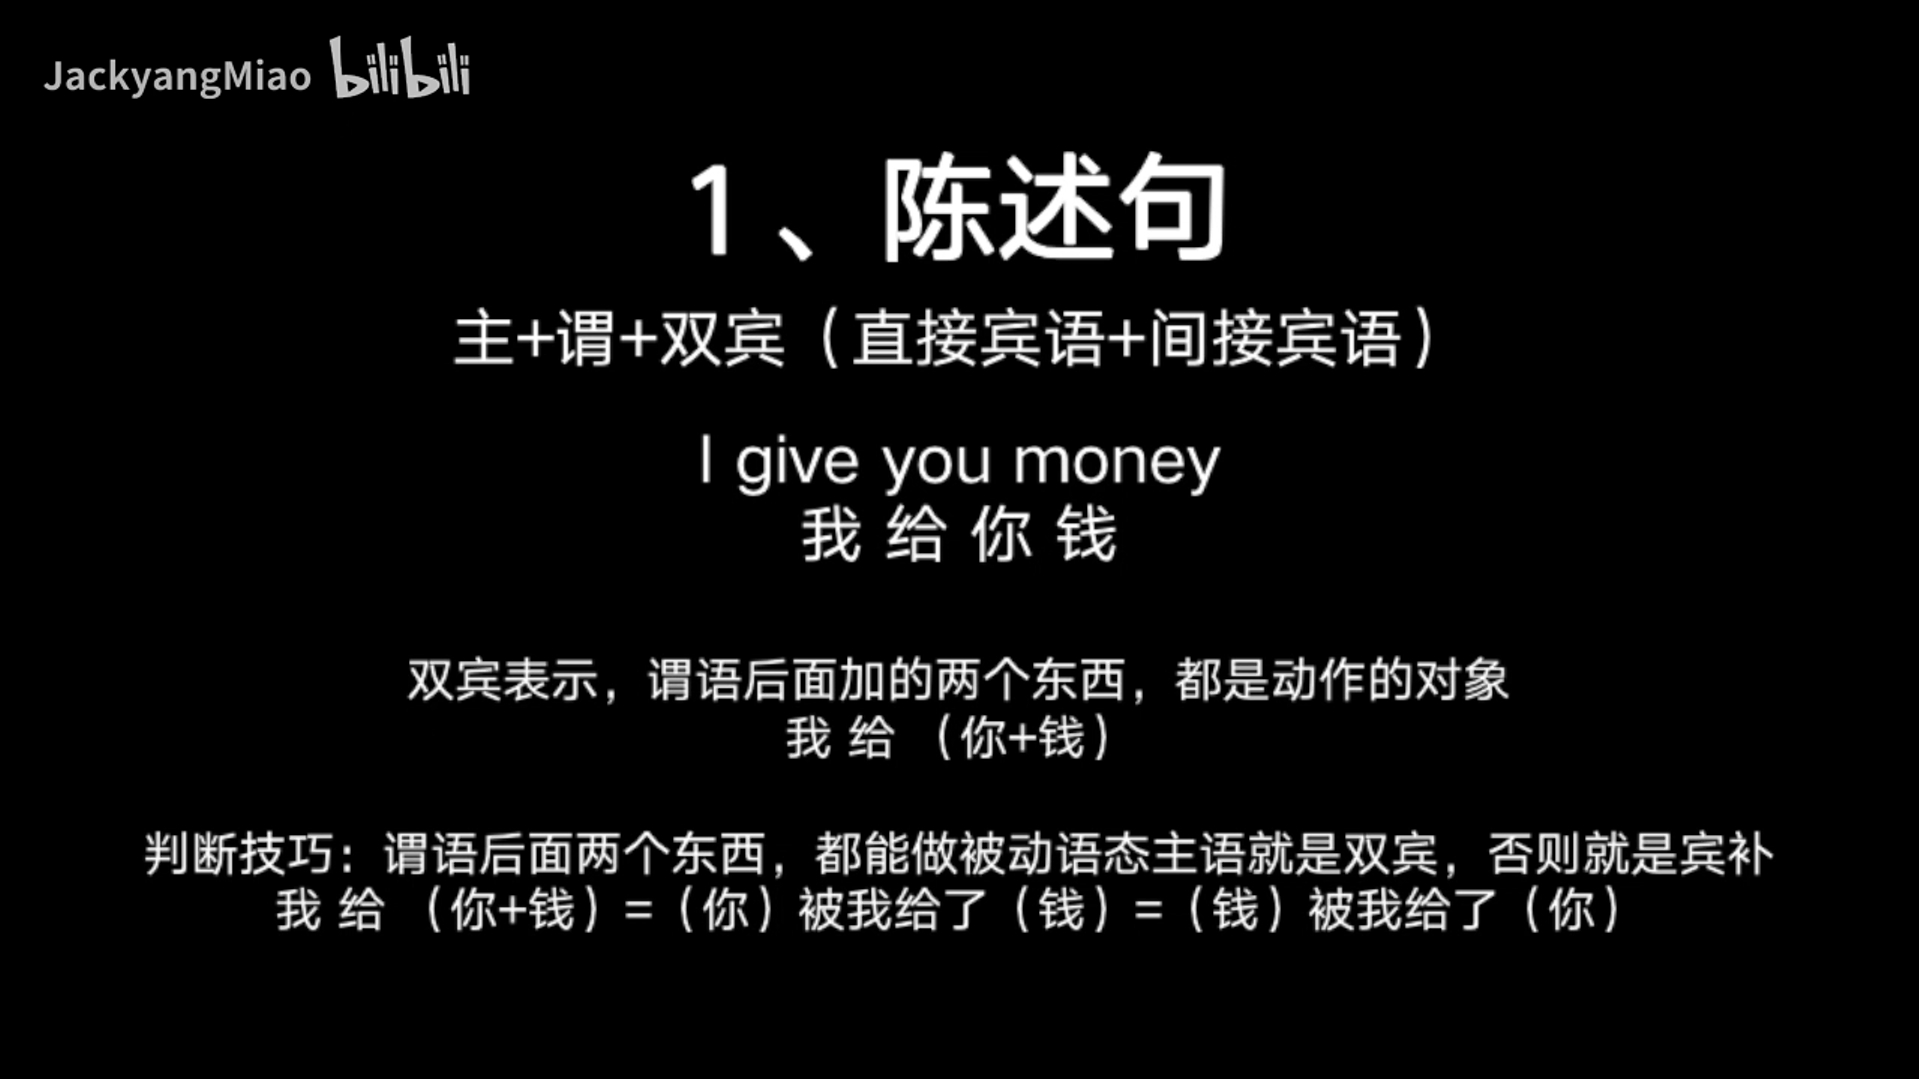 JackyangMiao bilibili
1、陈述句
主+谓+双宾（直接宾语+间接宾语）
I give you money
我 给 你 钱
双宾表示，谓语后面加的两个东西，都是动作的对象
我 给 （你+钱）
判断技巧：谓语后面两个东西，都能做被动语态主语就是双宾，否则就是宾补
我 给 （你+钱）=（你）被我给了（钱）=（钱）被我给了（你）